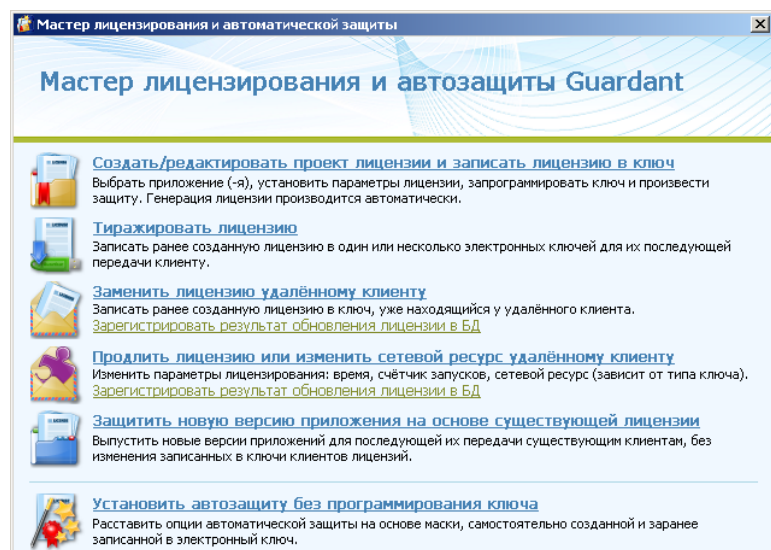 Мастер лицензирования и автоматической защиты
Мастер лицензирования и автозащиты Guardant
Создать/редактировать проект лицензии и записать лицензию в ключ
Выбрать приложение (-я), установить параметры лицензии, запрограммировать ключ и произвести
защиту. Генерация лицензии производится автоматически.
Тиражировать лицензию
Записать ранее созданную лицензию в один или несколько электронных ключей для их последующей
передачи клиенту.
Заменить лицензию удалённому клиенту
Записать ранее созданную лицензию в ключ, уже находящийся у удалённого клиента.
Зарегистрировать результат обновления лицензии в БД
Продлить лицензию или изменить сетевой ресурс удалённому клиенту
Изменить параметры лицензирования: время, счётчик запусков, сетевой ресурс (зависит от типа ключа).
Зарегистрировать результат обновления лицензии в БД
Защитить новую версию приложения на основе существующей лицензии
Выпустить новые версии приложений для последующей их передачи существующим клиентам, без
изменения записанных в ключи клиентов лицензий.
Установить автозащиту без программирования ключа
Расставить опции автоматической защиты на основе маски, самостоятельно созданной и заранее
записанной в электронный ключ.